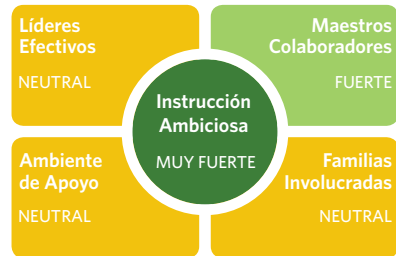 Líderes
Efectivos
NEUTRAL
Maestros
Colaboradores
FUERTE
Instrucción
Ambiciosa
MUY FUERTE
Ambiente
de Apoyo
NEUTRAL
Familias
Involucradas
NEUTRAL